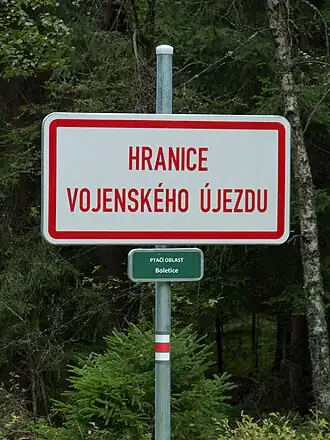 HRANICE
VOJENSKÉHO ÚJEZDU
PTAČÍ OBLAST
Boletice